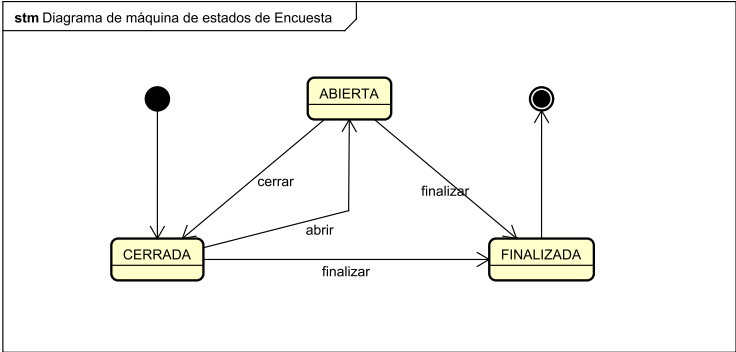 stm Diagrama de máquina de estados de Encuesta
ABIERTA
cerrar
finalizar
abrir
CERRADA
FINALIZADA
finalizar